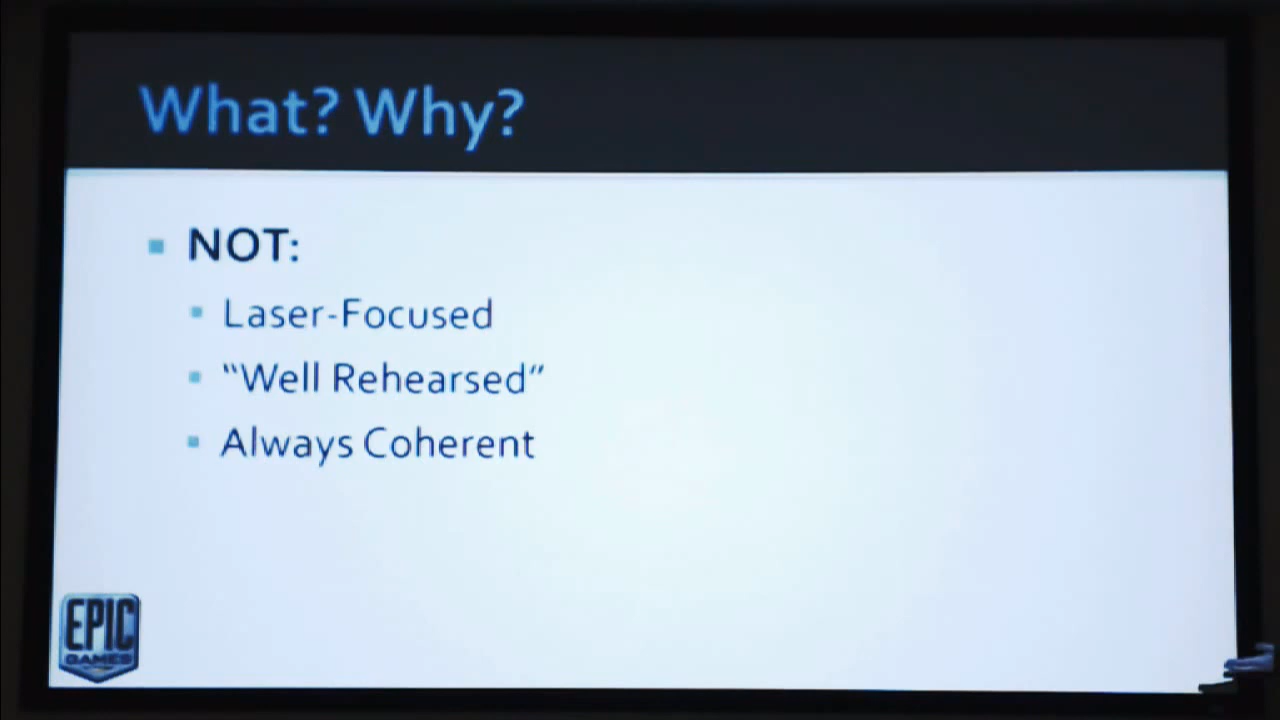 What? Why?
NOT:
Laser-Focused
“Well Rehearsed”
Always Coherent
EPIC
GAMES